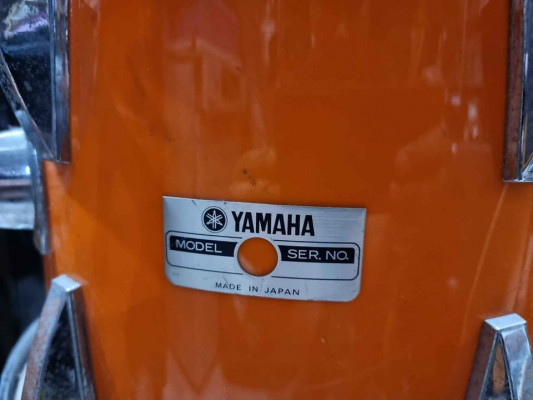 YAMAHA
MODEL SER. NO.
MADE IN JAPAN